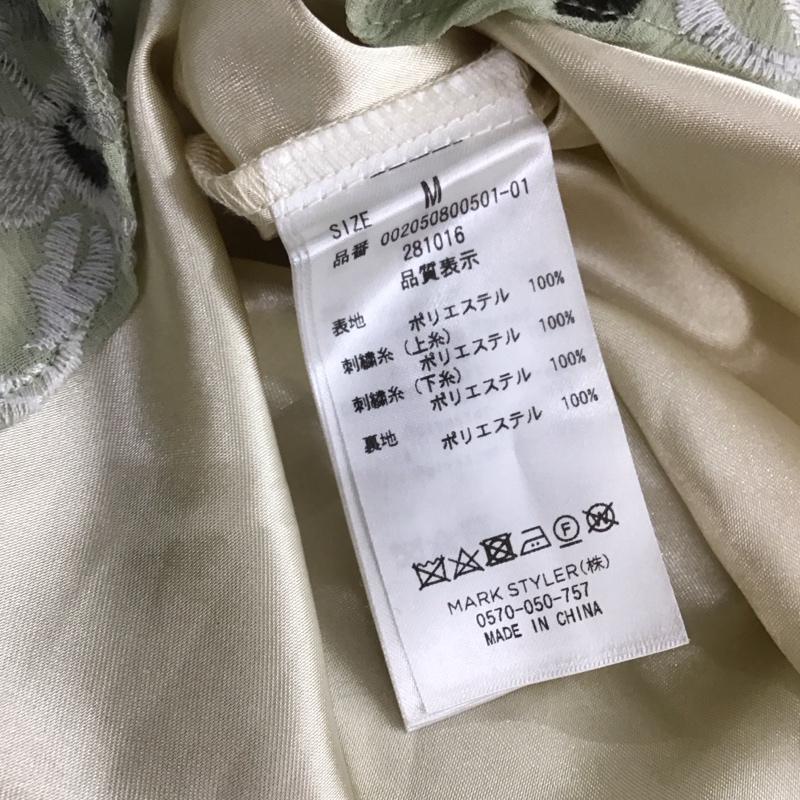 SIZE M
品番 002050800501-01
281016
品質表示
表地 ポリエステル 100%
刺繍糸(上糸)
ポリエステル 100%
刺繍糸(下糸)
ポリエステル 100%
裏地 ポリエステル 100%
F W
MARK STYLER(株)
0570-050-757
MADE IN CHINA